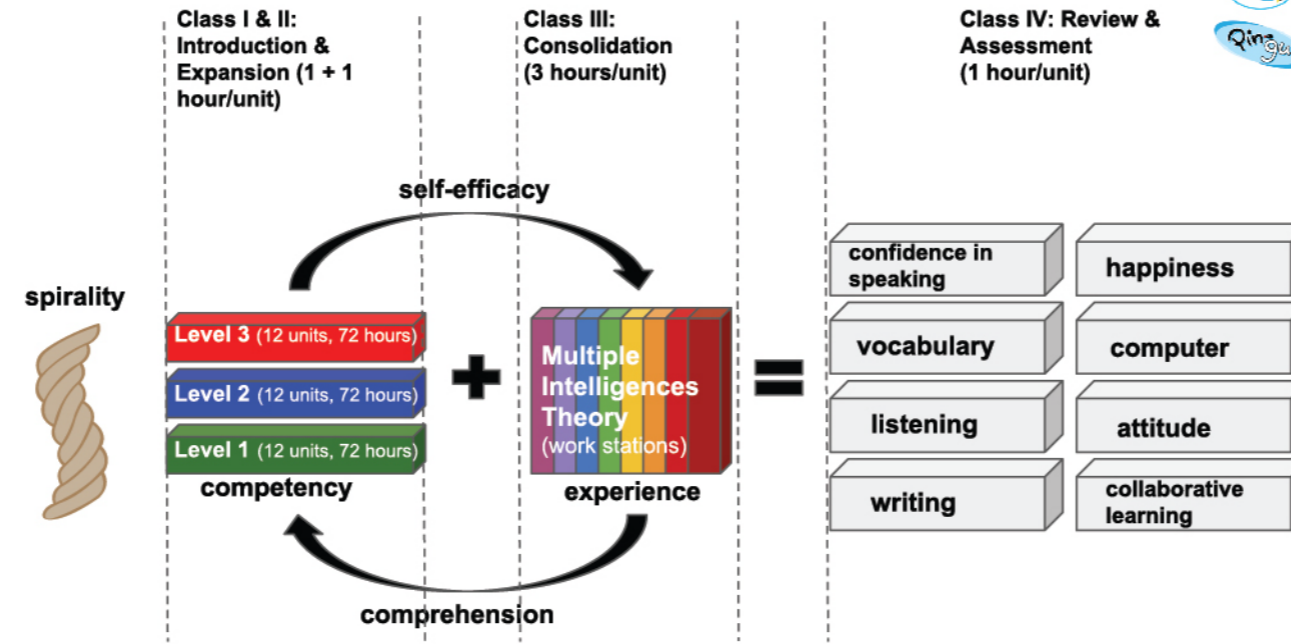 Class I & II:
Introduction &
Expansion (1 + 1
hour/unit)
Class III:
Consolidation
(3 hours/unit)
Class IV: Review &
Assessment
(1 hour/unit)
self-efficacy
spirality
Level 3 (12 units, 72 hours)
Level 2 (12 units, 72 hours)
Level 1 (12 units, 72 hours)
competency
+
Multiple
Intelligences
Theory
(work stations)
experience
=
comprehension
confidence in
speaking
happiness
vocabulary
computer
listening
attitude
writing
collaborative
learning